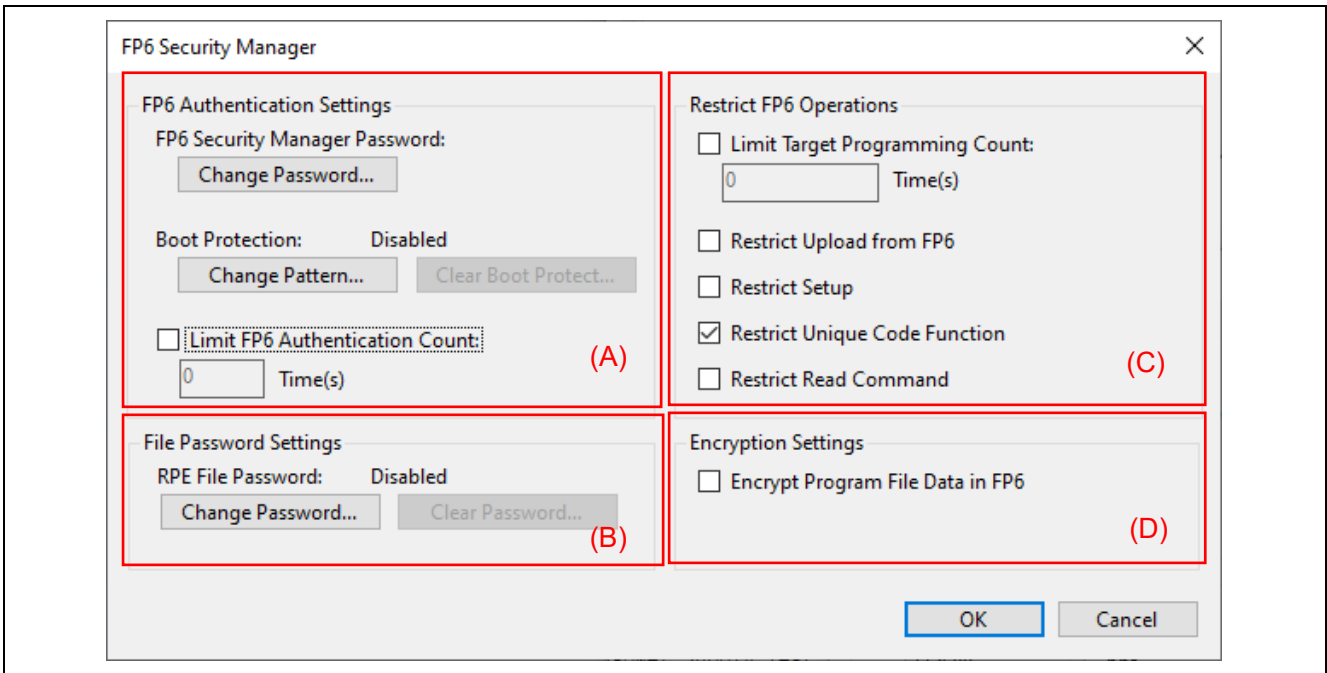 FP6 Security Manager
FP6 Authentication Settings
FP6 Security Manager Password:
Change Password...
Boot Protection: Disabled
Change Pattern... Clear Boot Protect...
Limit FP6 Authentication Count:
0 Time(s)
(A)
File Password Settings
RPE File Password: Disabled
Change Password... Clear Password...
(B)
Restrict FP6 Operations
Limit Target Programming Count:
0 Time(s)
Restrict Upload from FP6
Restrict Setup
Restrict Unique Code Function
Restrict Read Command
(C)
Encryption Settings
Encrypt Program File Data in FP6
(D)
OK Cancel